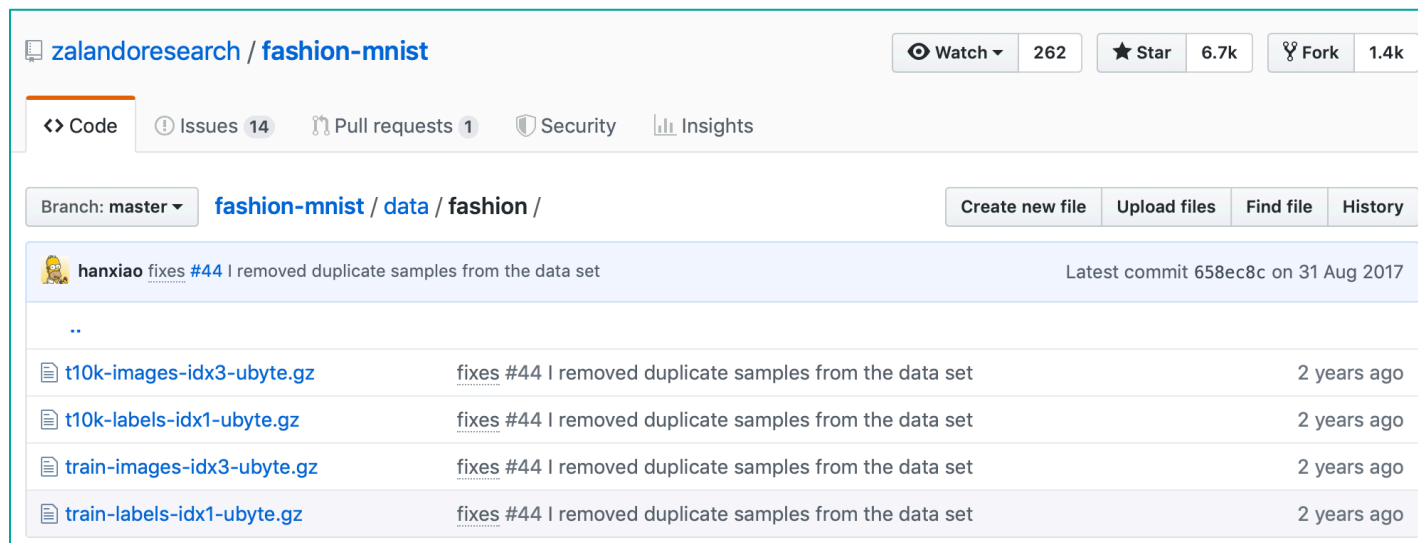 zalandoresearch / fashion-mnist Watch 262 Star 6.7k Fork 1.4k
Code Issues 14 Pull requests 1 Security Insights
Branch: master fashion-mnist / data / fashion / Create new file Upload files Find file History
hanxiao fixes #44 I removed duplicate samples from the data set Latest commit 658ec8c on 31 Aug 2017
..
t10k-images-idx3-ubyte.gz fixes #44 I removed duplicate samples from the data set 2 years ago
t10k-labels-idx1-ubyte.gz fixes #44 I removed duplicate samples from the data set 2 years ago
train-images-idx3-ubyte.gz fixes #44 I removed duplicate samples from the data set 2 years ago
train-labels-idx1-ubyte.gz fixes #44 I removed duplicate samples from the data set 2 years ago